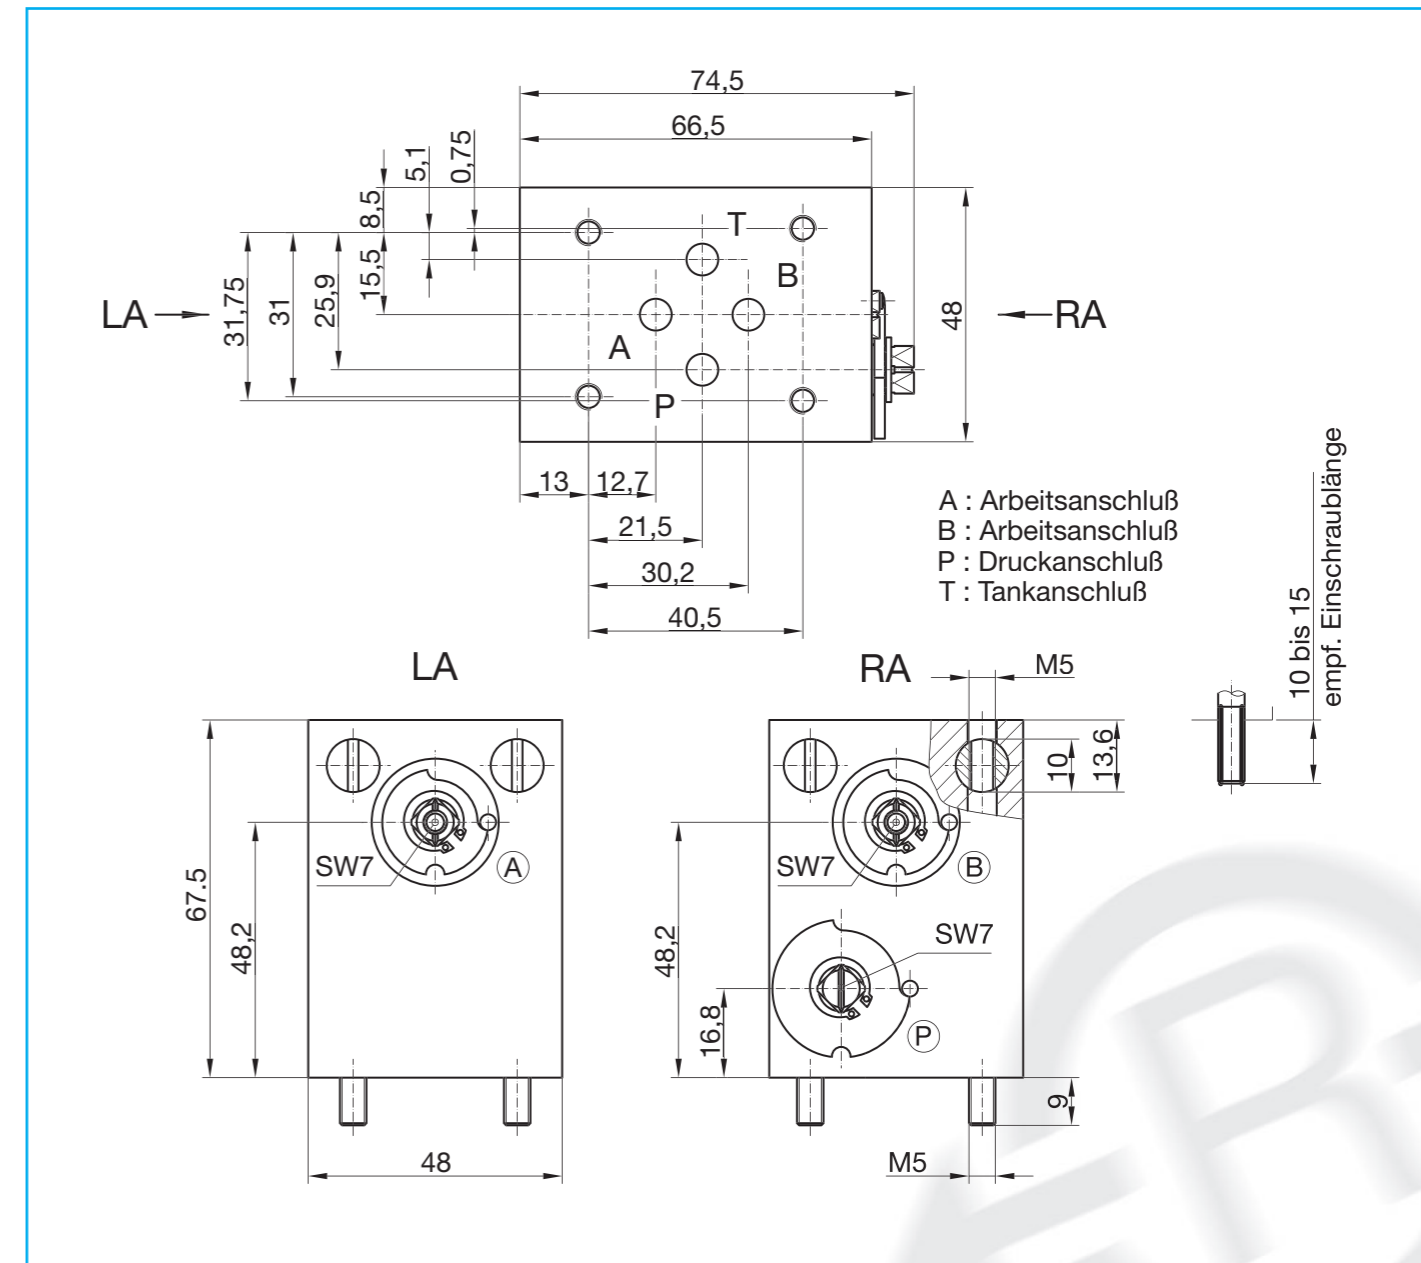 74,5
66,5
5,1
0,75
8,5
15,5
25,9
31
31,75
T
B
A
P
LA
RA
48
13
12,7
21,5
30,2
40,5
A : Arbeitsanschluß
B : Arbeitsanschluß
P : Druckanschluß
T : Tankanschluß
10 bis 15
empf. Einschraublänge
LA
RA
M5
10
13,6
SW7
A
67.5
48,2
48
SW7
B
SW7
P
48,2
16,8
9
M5